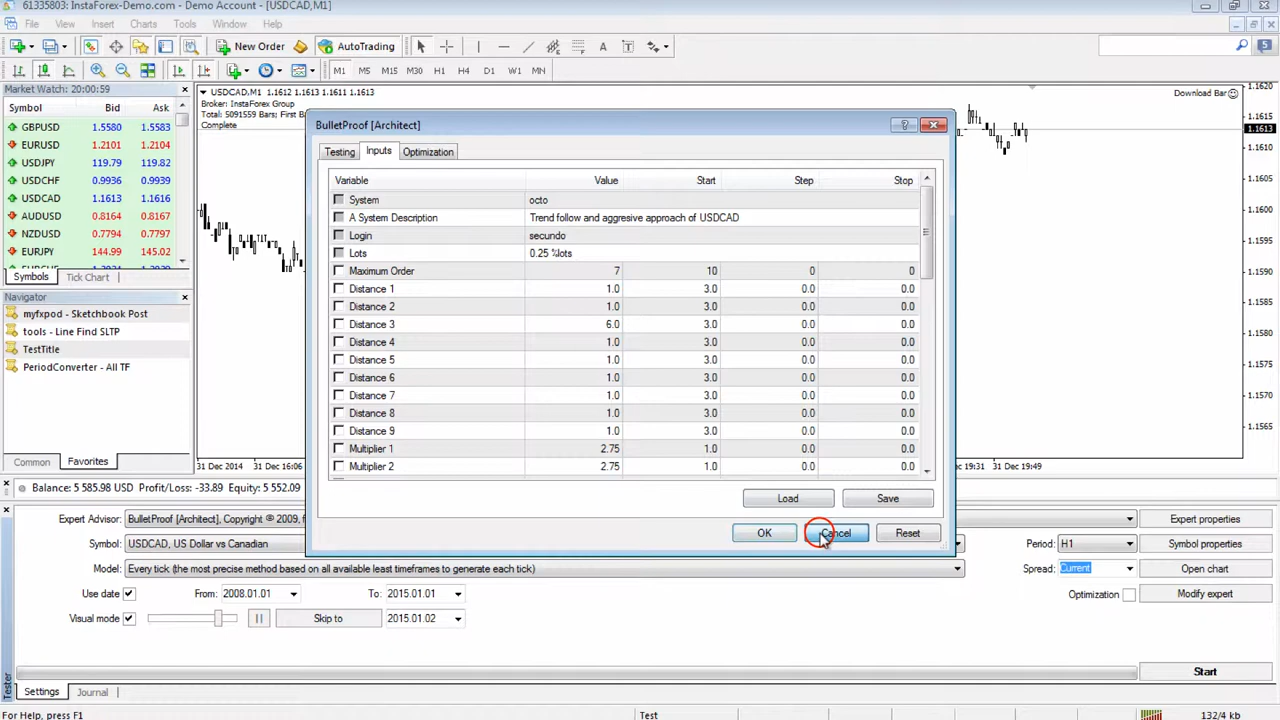 61335803: InstaForex-Demo.com - Demo Account - [USDCAD,M1]
File View Insert Charts Tools Window Help
New Order AutoTrading A T 5
M1 M5 M15 M30 H1 H4 D1 W1 MN
Market Watch: 20:00:59
Symbol Bid Ask
GBPUSD 1.5580 1.5583
EURUSD 1.2101 1.2104
USDJPY 119.79 119.82
USDCHF 0.9936 0.9939
USDCAD 1.1613 1.1616
AUDUSD 0.8164 0.8167
NZDUSD 0.7794 0.7797
EURJPY 144.99 145.02
Symbols Tick Chart
Navigator
myfxpod - Sketchbook Post
tools - Line Find SLTP
TestTitle
PeriodConverter - All TF
Common Favorites
USDCAD,M1 1.1612 1.1613 1.1611 1.1613
Broker: InstaForex Group
Total: 5091559 Bars; First Ba
Complete
Download Bar
1.1620
1.1613
1.1605
1.1600
1.1595
1.1590
1.1585
1.1580
1.1575
1.1570
1.1565
31 Dec 2014 31 Dec 16:06 31 Dec 19:49
BulletProof [Architect]
Testing Inputs Optimization
Variable Value Start Step Stop
System octo
A System Description Trend follow and aggresive approach of USDCAD
Login secundo
Lots 0.25 %lots
Maximum Order 7 10 0 0
Distance 1 1.0 3.0 0.0 0.0
Distance 2 1.0 3.0 0.0 0.0
Distance 3 6.0 3.0 0.0 0.0
Distance 4 1.0 3.0 0.0 0.0
Distance 5 1.0 3.0 0.0 0.0
Distance 6 1.0 3.0 0.0 0.0
Distance 7 1.0 3.0 0.0 0.0
Distance 8 1.0 3.0 0.0 0.0
Distance 9 1.0 3.0 0.0 0.0
Multiplier 1 2.75 1.0 0.0 0.0
Multiplier 2 2.75 1.0 0.0 0.0
Load Save
OK Cancel Reset
Balance: 5 585.98 USD Profit/Loss: -33.89 Equity: 5 552.09
Expert Advisor: BulletProof [Architect], Copyright ® 2009, f Expert properties
Symbol: USDCAD, US Dollar vs Canadian Period: H1 Symbol properties
Model: Every tick (the most precise method based on all available least timeframes to generate each tick) Spread: Current Open chart
Use date From: 2008.01.01 To: 2015.01.01 Optimization Modify expert
Visual mode Skip to 2015.01.02
Start
Tester
Settings Journal
For Help, press F1 Test 132/4 kb